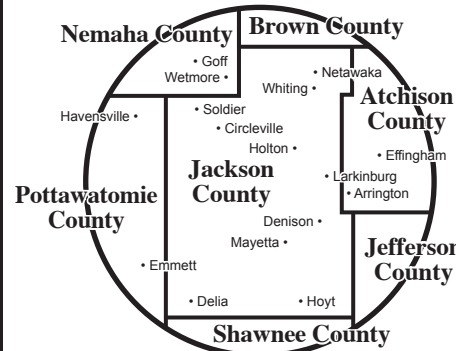 Brown County
Nemaha County
• Goff
Wetmore •
• Netawaka
Whiting •
Atchison
County
Havensville •
• Soldier
• Circleville
Holton •
• Effingham
Jackson
County
• Larkinburg
• Arrington
Pottawatomie
County
Denison •
Mayetta •
Jefferson
County
• Emmett
• Delia
• Hoyt
Shawnee County